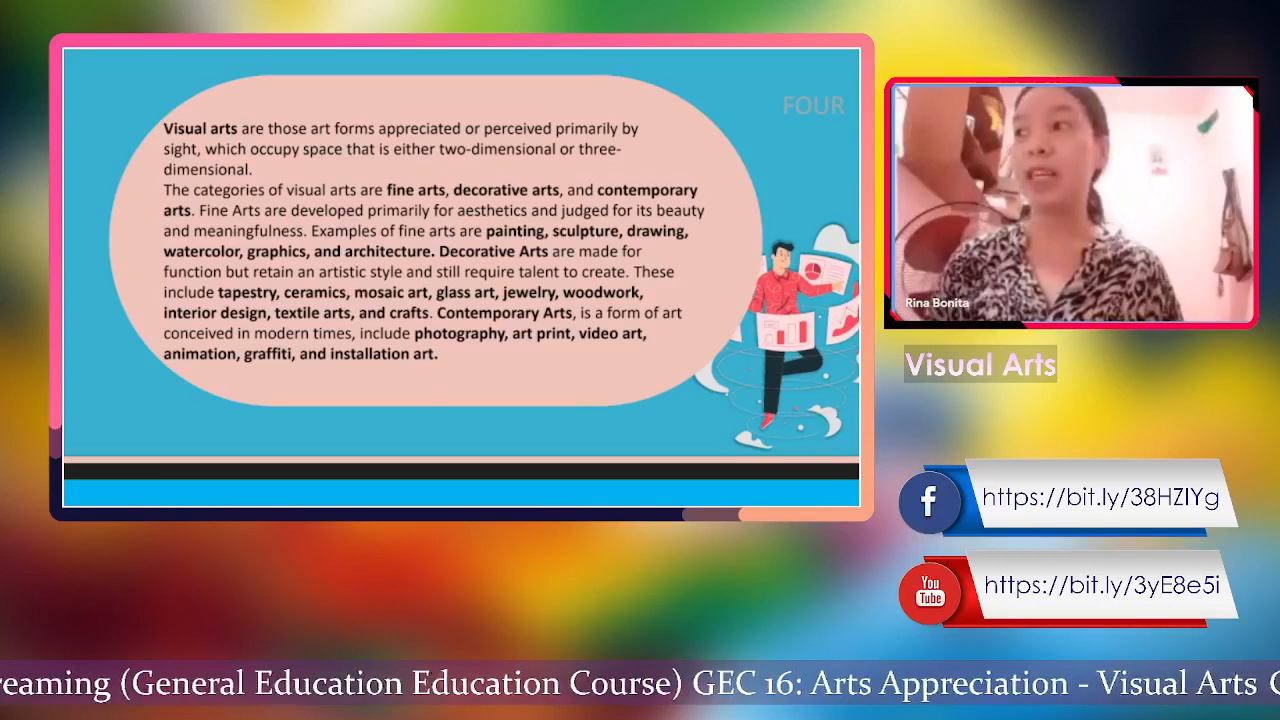 FOUR
Visual arts are those art forms appreciated or perceived primarily by
sight, which occupy space that is either two-dimensional or three-
dimensional.
The categories of visual arts are fine arts, decorative arts, and contemporary
arts. Fine Arts are developed primarily for aesthetics and judged for its beauty
and meaningfulness. Examples of fine arts are painting, sculpture, drawing,
watercolor, graphics, and architecture. Decorative Arts are made for
function but retain an artistic style and still require talent to create. These
include tapestry, ceramics, mosaic art, glass art, jewelry, woodwork,
interior design, textile arts, and crafts. Contemporary Arts, is a form of art
conceived in modern times, include photography, art print, video art,
animation, graffiti, and installation art.
Rina Bonita
Visual Arts
f
https://bit.ly/38HZIYg
You
Tube
https://bit.ly/3yE8e5i
reaming (General Education Education Course) GEC 16: Arts Appreciation - Visual Arts